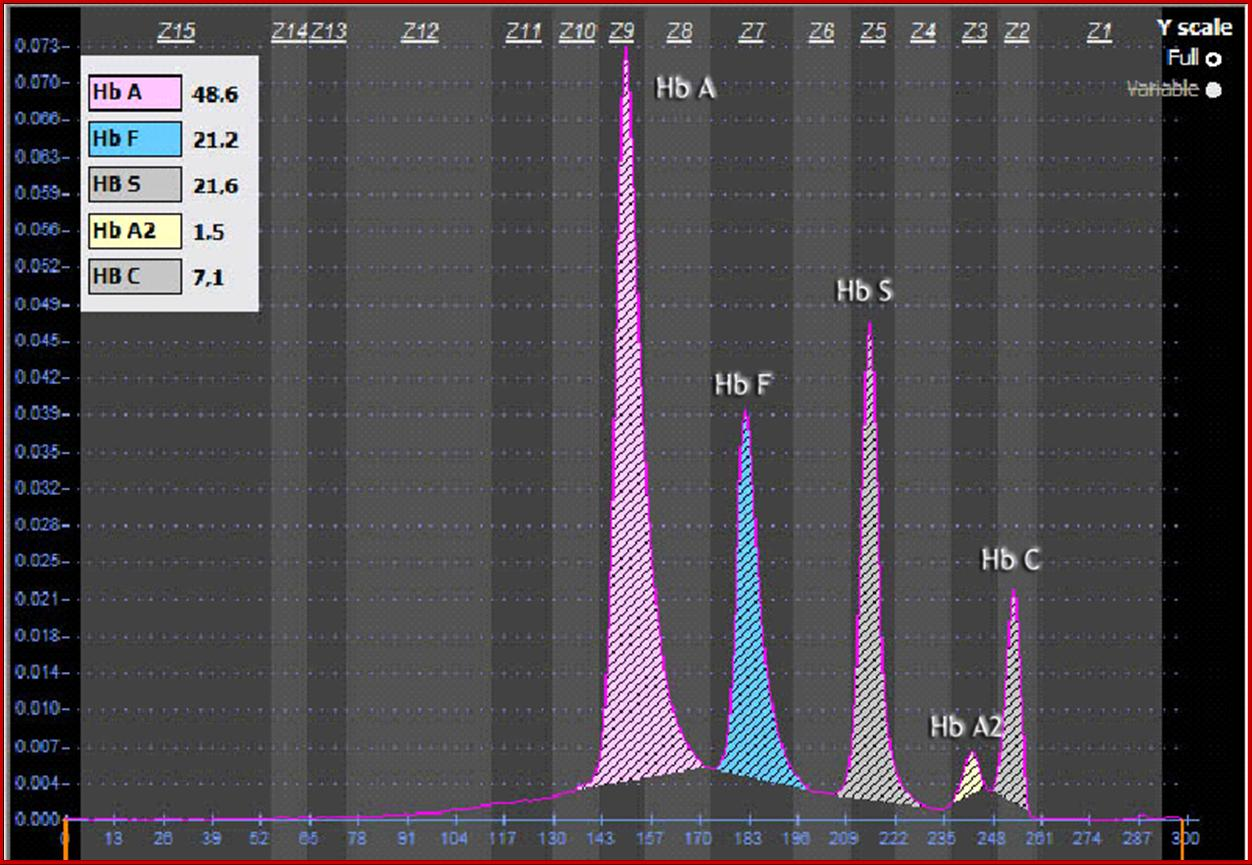 Z15 Z14 Z13 Z12 Z11 Z10 Z9 Z8 Z7 Z6 Z5 Z4 Z3 Z2 Z1
Y scale
Full
Variable
Hb A 48.6
Hb F 21.2
HB S 21,6
Hb A2 1.5
HB C 7,1
Hb A
Hb F
Hb S
Hb A2
Hb C
0.073
0.070
0.066
0.063
0.059
0.056
0.052
0.049
0.045
0.042
0.039
0.035
0.032
0.028
0.025
0.021
0.018
0.014
0.010
0.007
0.004
0.000
0 13 26 39 52 65 78 91 104 117 130 143 157 170 183 196 209 222 235 248 261 274 287 300